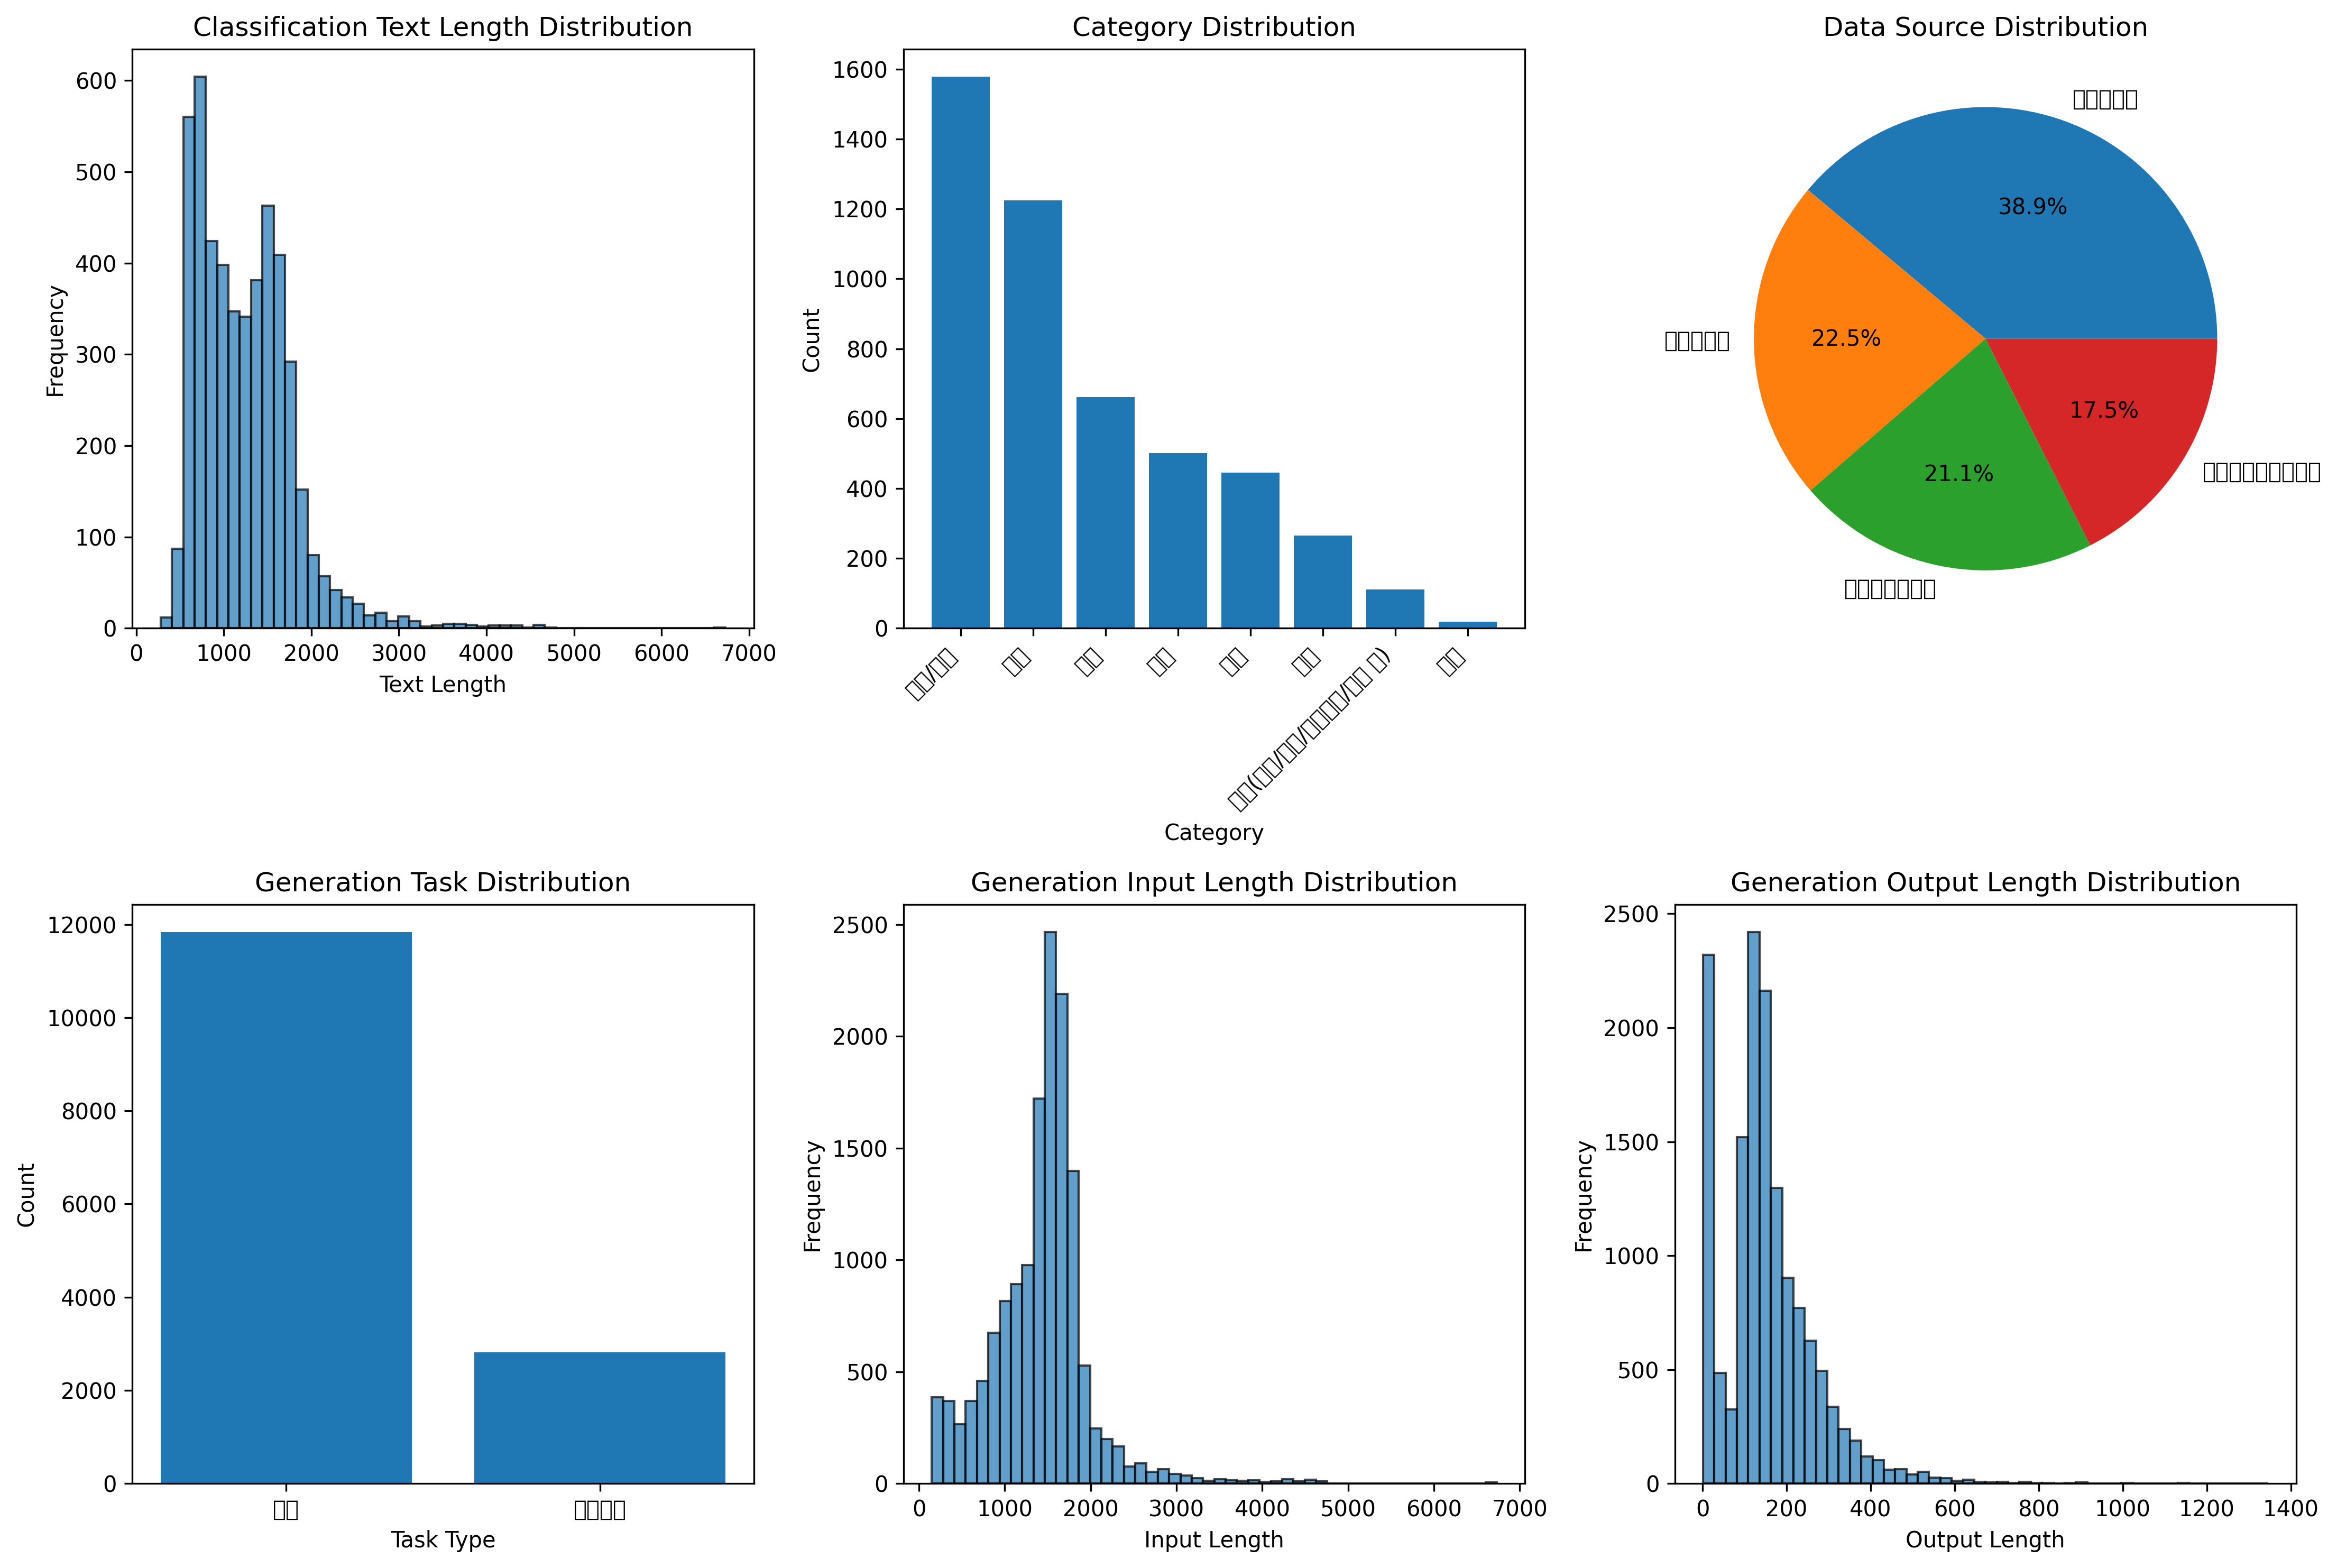 Classification Text Length Distribution
600
500
400
300
200
100
0
Frequency
0 1000 2000 3000 4000 5000 6000 7000
Text Length
Category Distribution
1600
1400
1200
1000
800
600
400
200
0
Count
Category
Data Source Distribution
38.9%
22.5%
21.1%
17.5%
Generation Task Distribution
12000
10000
8000
6000
4000
2000
0
Count
Task Type
Generation Input Length Distribution
2500
2000
1500
1000
500
0
Frequency
0 1000 2000 3000 4000 5000 6000 7000
Input Length
Generation Output Length Distribution
2500
2000
1500
1000
500
0
Frequency
0 200 400 600 800 1000 1200 1400
Output Length